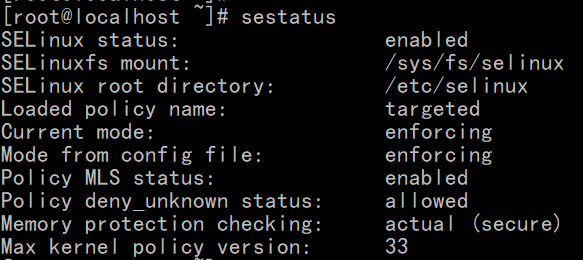 [root@localhost ~]# sestatus
SELinux status:                 enabled
SELinuxfs mount:                /sys/fs/selinux
SELinux root directory:         /etc/selinux
Loaded policy name:             targeted
Current mode:                   enforcing
Mode from config file:          enforcing
Policy MLS status:              enabled
Policy deny_unknown status:     allowed
Memory protection checking:     actual (secure)
Max kernel policy version:      33